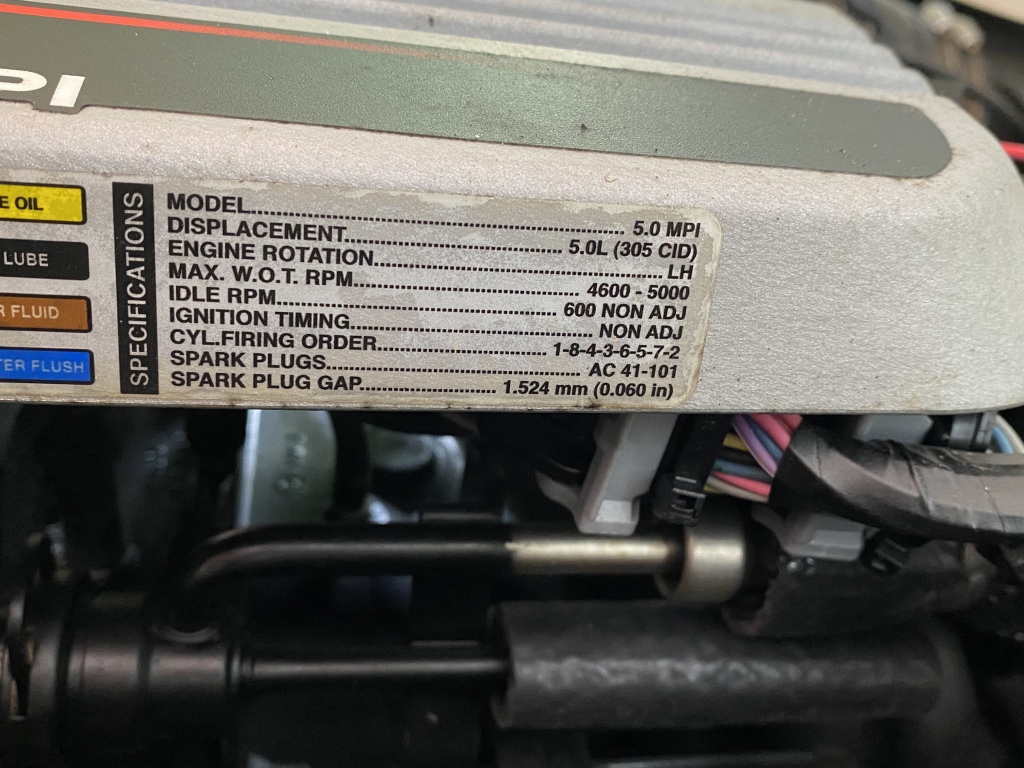 PI
E OIL
LUBE
R FLUID
TER FLUSH
SPECIFICATIONS
MODEL.......... 5.0 MPI
DISPLACEMENT.......... 5.0L (305 CID)
ENGINE ROTATION.......... LH
MAX. W.O.T. RPM.......... 4600 - 5000
IDLE RPM.......... 600 NON ADJ
IGNITION TIMING.......... NON ADJ
CYL.FIRING ORDER.......... 1-8-4-3-6-5-7-2
SPARK PLUGS.......... AC 41-101
SPARK PLUG GAP.......... 1.524 mm (0.060 in)